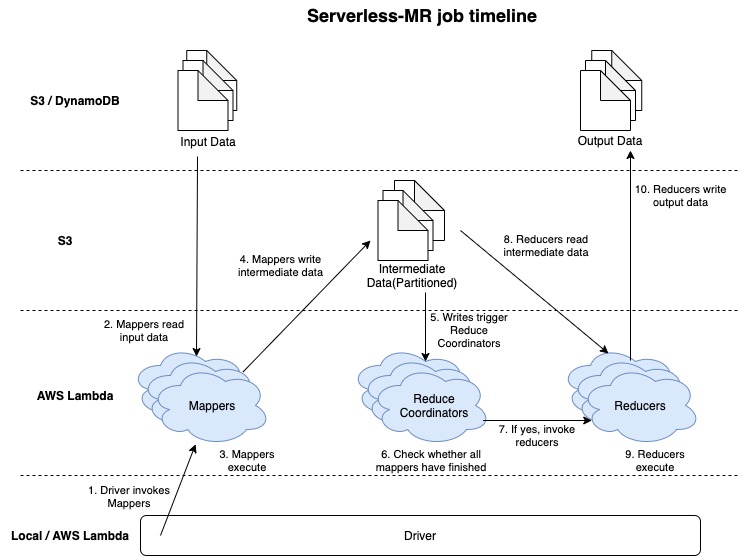 Serverless-MR job timeline
S3 / DynamoDB
Input Data
Output Data
10. Reducers write
output data
S3
4. Mappers write
intermediate data
Intermediate
Data(Partitioned)
8. Reducers read
intermediate data
2. Mappers read
input data
5. Writes trigger
Reduce
Coordinators
AWS Lambda
Mappers
Reduce
Coordinators
Reducers
7. If yes, invoke
reducers
3. Mappers
execute
6. Check whether all
mappers have finished
9. Reducers
execute
1. Driver invokes
Mappers
Local / AWS Lambda
Driver